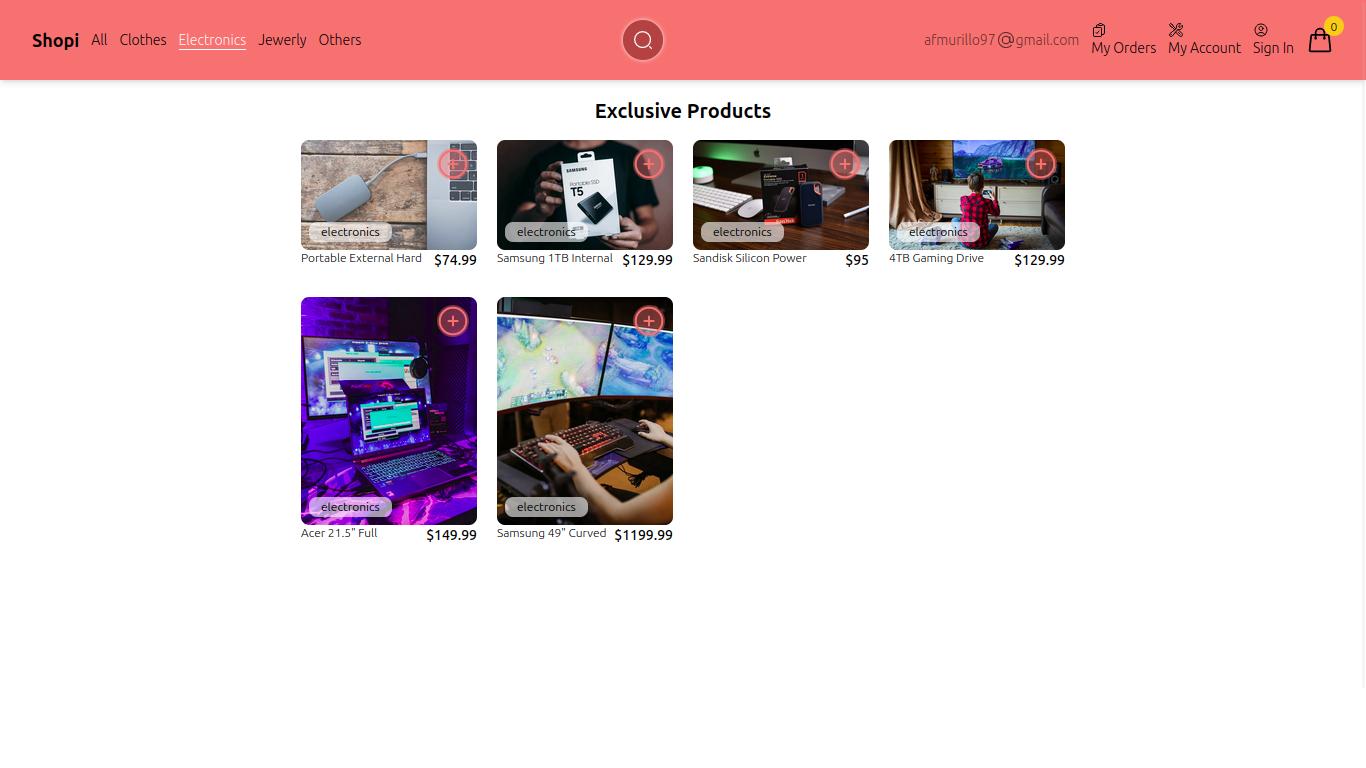 Shopi All Clothes Electronics Jewerly Others
afmurillo97@gmail.com My Orders My Account Sign In 0
Exclusive Products
SAMSUNG
Portable SSD
T5
electronics electronics electronics electronics
Portable External Hard $74.99 Samsung 1TB Internal $129.99 Sandisk Silicon Power $95 4TB Gaming Drive $129.99
electronics electronics
Acer 21.5" Full $149.99 Samsung 49" Curved $1199.99